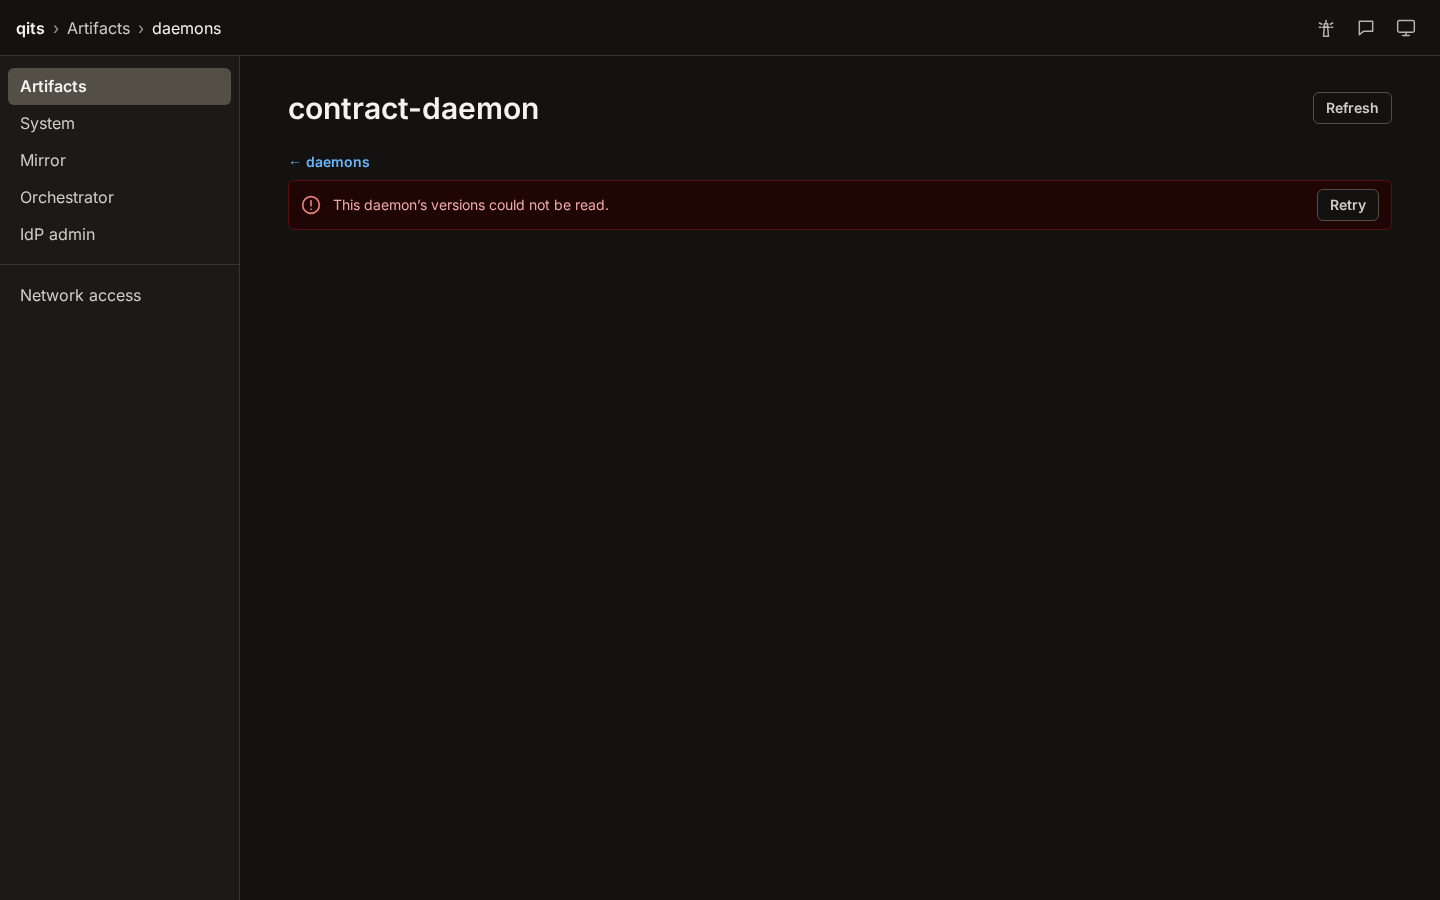 qits › Artifacts › daemons
Artifacts
System
Mirror
Orchestrator
IdP admin
Network access
contract-daemon
Refresh
← daemons
This daemon’s versions could not be read.
Retry